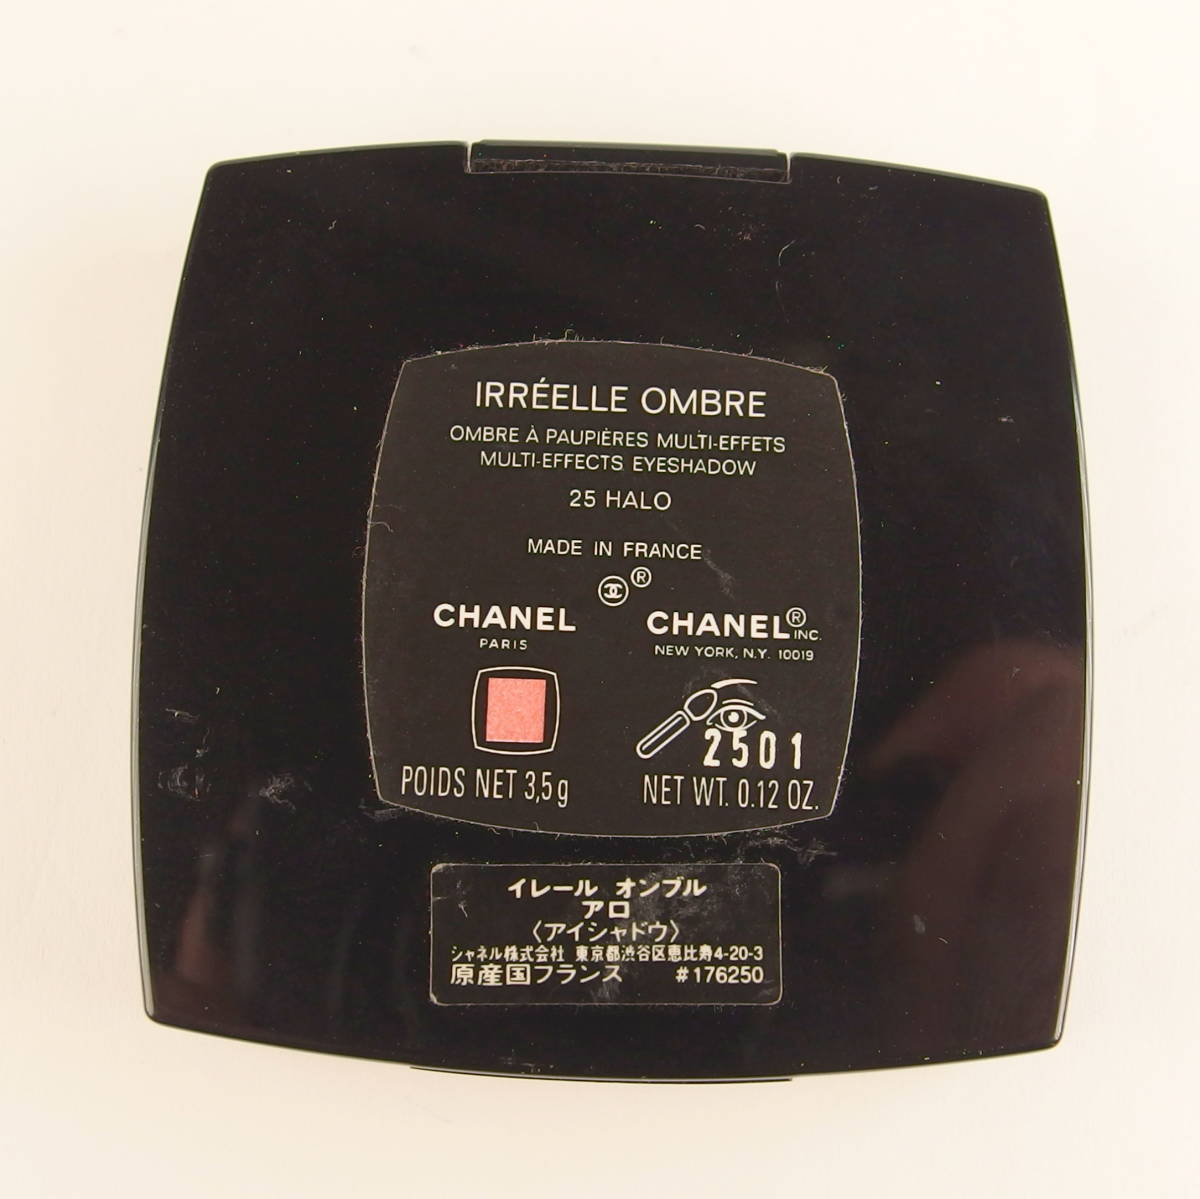 IRRÉELLE OMBRE
OMBRE À PAUPIÈRES MULTI-EFFETS
MULTI-EFFECTS EYESHADOW
25 HALO
MADE IN FRANCE
®
CHANEL
PARIS
CHANEL® INC.
NEW YORK, N.Y. 10019
2501
POIDS NET 3,5g
NET WT. 0.12 OZ.
イレール オンブル
アロ
〈アイシャドウ〉
シャネル株式会社 東京都渋谷区恵比寿4-20-3
原産国フランス #176250